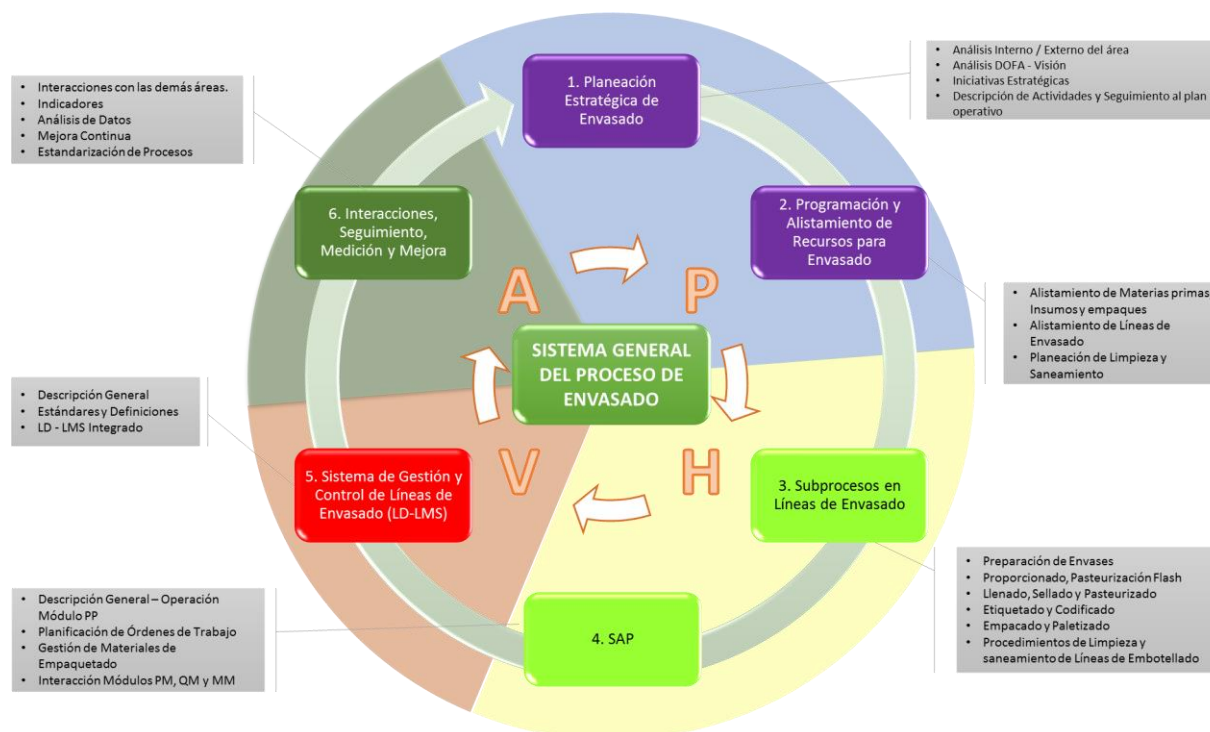 1. Planeación
Estratégica de
Envasado
• Análisis Interno / Externo del área
• Análisis DOFA - Visión
• Iniciativas Estratégicas
• Descripción de Actividades y Seguimiento al plan
operativo
2. Programación y
Alistamiento de
Recursos para
Envasado
• Alistamiento de Materias primas
Insumos y empaques
• Alistamiento de Líneas de
Envasado
• Planeación de Limpieza y
Saneamiento
3. Subprocesos en
Líneas de Envasado
• Preparación de Envases
• Proporcionado, Pasteurización Flash
• Llenado, Sellado y Pasteurizado
• Etiquetado y Codificado
• Empacado y Paletizado
• Procedimientos de Limpieza y
saneamiento de Líneas de Embotellado
4. SAP
• Descripción General – Operación
Módulo PP
• Planificación de Órdenes de Trabajo
• Gestión de Materiales de
Empaquetado
• Interacción Módulos PM, QM y MM
5. Sistema de Gestión y
Control de Líneas de
Envasado (LD-LMS)
• Descripción General
• Estándares y Definiciones
• LD - LMS Integrado
6. Interacciones,
Seguimiento,
Medición y Mejora
• Interacciones con las demás áreas.
• Indicadores
• Análisis de Datos
• Mejora Continua
• Estandarización de Procesos
A
P
SISTEMA GENERAL
DEL PROCESO DE
ENVASADO
V
H